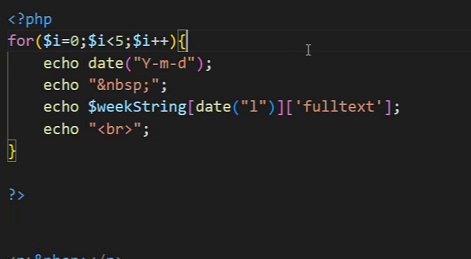 <?php
for($i=0;$i<5;$i++){
    echo date("Y-m-d");
    echo "&nbsp;";
    echo $weekString[date("l")]['fulltext'];
    echo "<br>";
}
?>